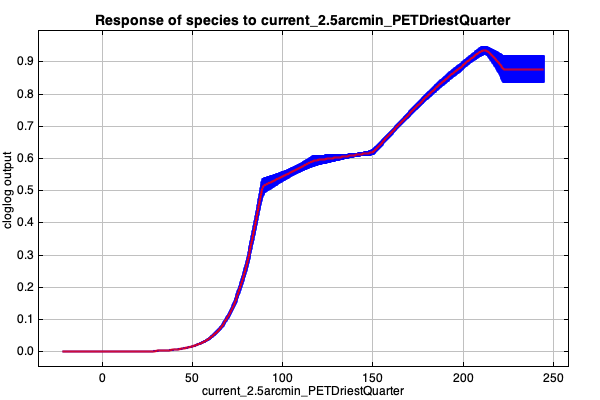 Response of species to current_2.5arcmin_PETDriestQuarter
0.9
0.8
0.7
0.6
0.5
0.4
0.3
0.2
0.1
0.0
cloglog output
0 50 100 150 200 250
current_2.5arcmin_PETDriestQuarter